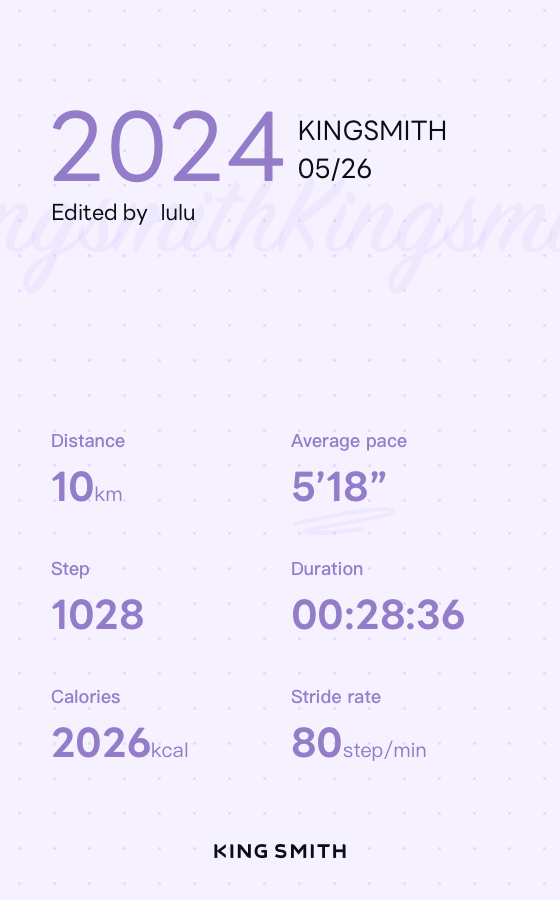 2024
KINGSMITH
05/26
Edited by lulu
ngsmithKingsm
Distance
Average pace
10km
5’18”
Step
Duration
1028
00:28:36
Calories
Stride rate
2026kcal
80step/min
KING SMITH